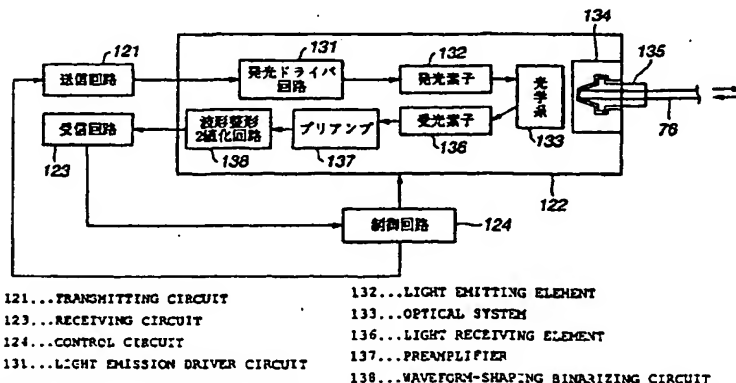 134
131
132
135
121
送信回路
発光ドライバ
回路
発光素子
光学系
133
受信回路
123
波形整形
2値化回路
138
プリアンプ
137
受光素子
136
76
122
制御回路
124
121...TRANSMITTING CIRCUIT
123...RECEIVING CIRCUIT
124...CONTROL CIRCUIT
131...LIGHT EMISSION DRIVER CIRCUIT
132...LIGHT EMITTING ELEMENT
133...OPTICAL SYSTEM
136...LIGHT RECEIVING ELEMENT
137...PREAMPLIFIER
138...WAVEFORM-SHAPING BINARIZING CIRCUIT